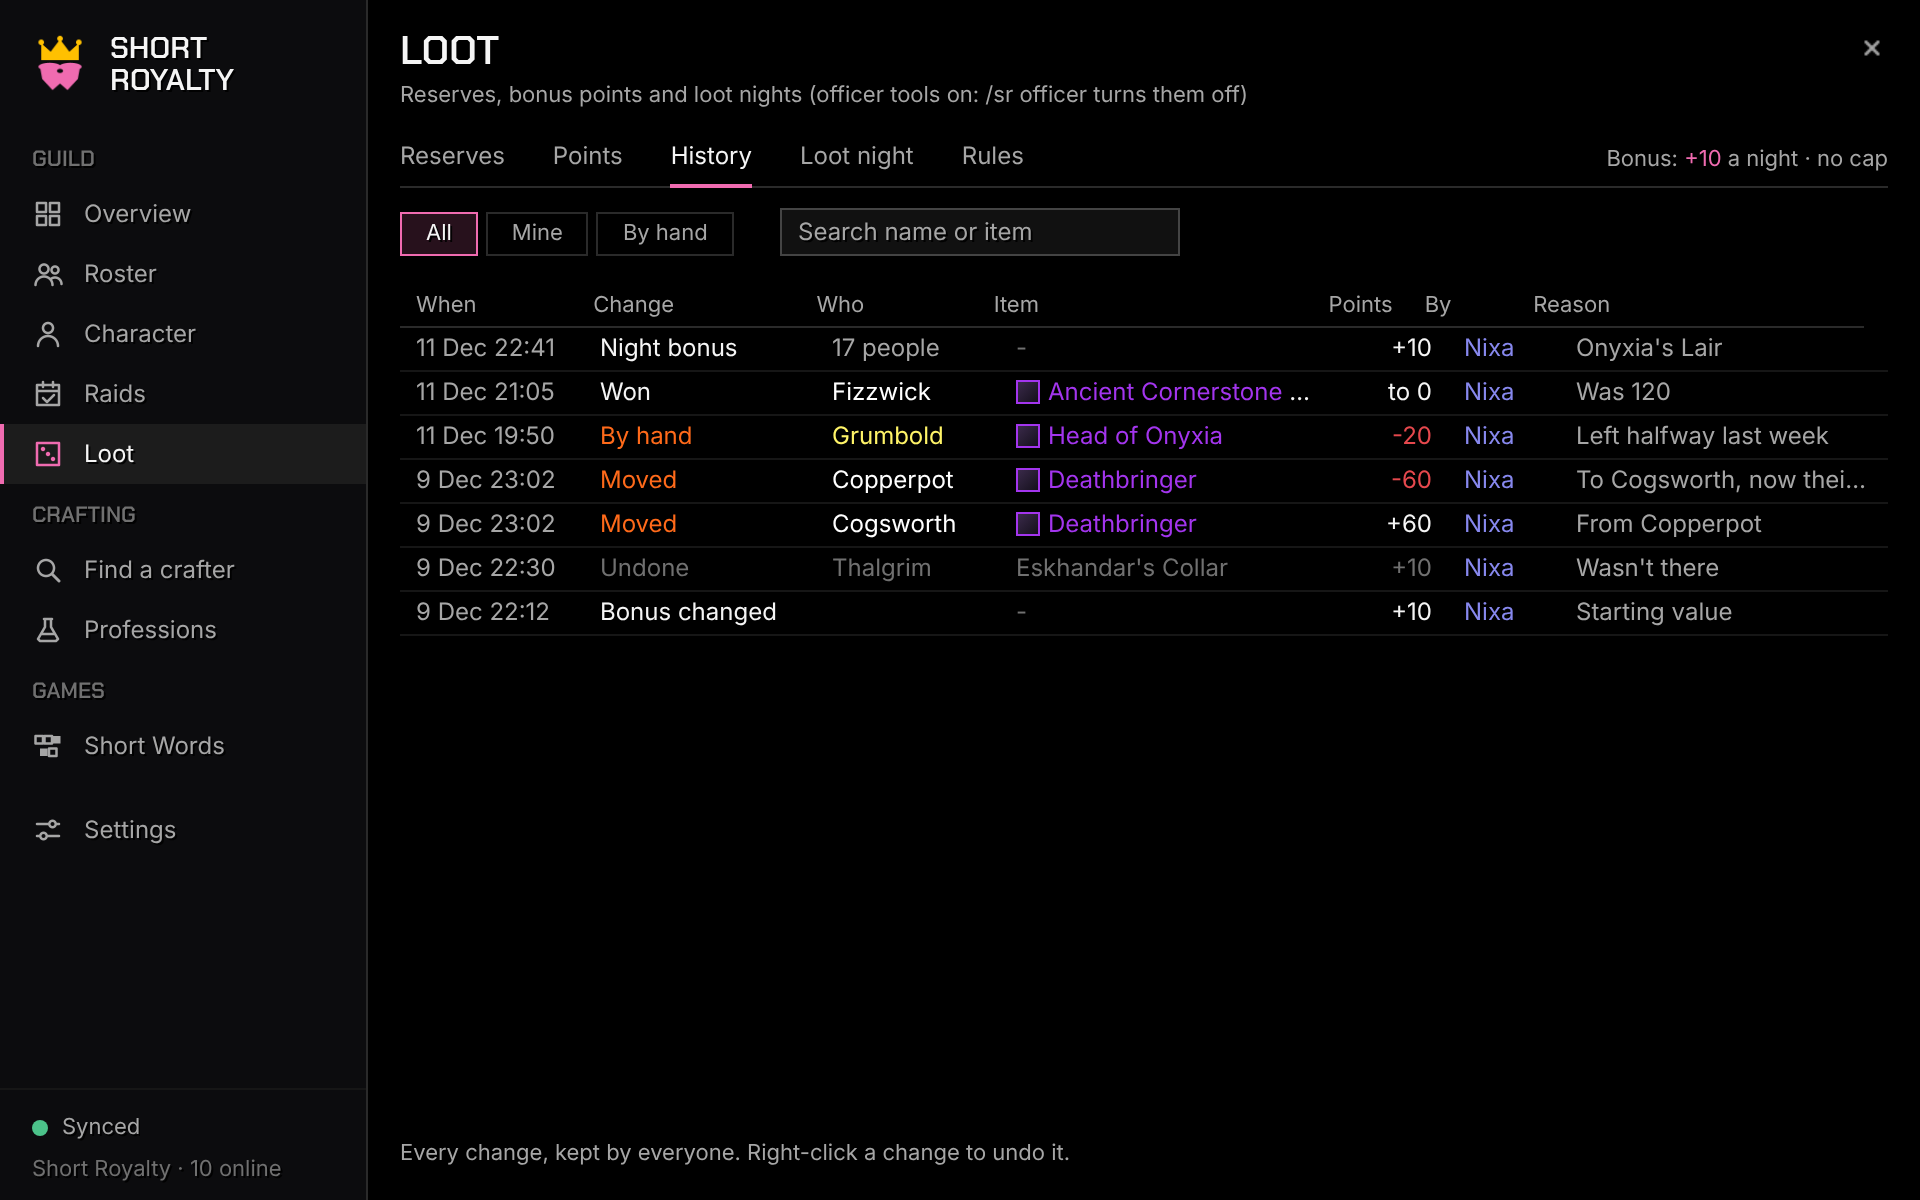 SHORT
ROYALTY
GUILD
Overview
Roster
Character
Raids
Loot
CRAFTING
Find a crafter
Professions
GAMES
Short Words
Settings
Synced
Short Royalty · 10 online
LOOT
Reserves, bonus points and loot nights (officer tools on: /sr officer turns them off)
Reserves Points History Loot night Rules Bonus: +10 a night · no cap
All Mine By hand Search name or item
When Change Who Item Points By Reason
11 Dec 22:41 Night bonus 17 people - +10 Nixa Onyxia's Lair
11 Dec 21:05 Won Fizzwick Ancient Cornerstone ... to 0 Nixa Was 120
11 Dec 19:50 By hand Grumbold Head of Onyxia -20 Nixa Left halfway last week
9 Dec 23:02 Moved Copperpot Deathbringer -60 Nixa To Cogsworth, now thei...
9 Dec 23:02 Moved Cogsworth Deathbringer +60 Nixa From Copperpot
9 Dec 22:30 Undone Thalgrim Eskhandar's Collar +10 Nixa Wasn't there
9 Dec 22:12 Bonus changed - +10 Nixa Starting value
Every change, kept by everyone. Right-click a change to undo it.